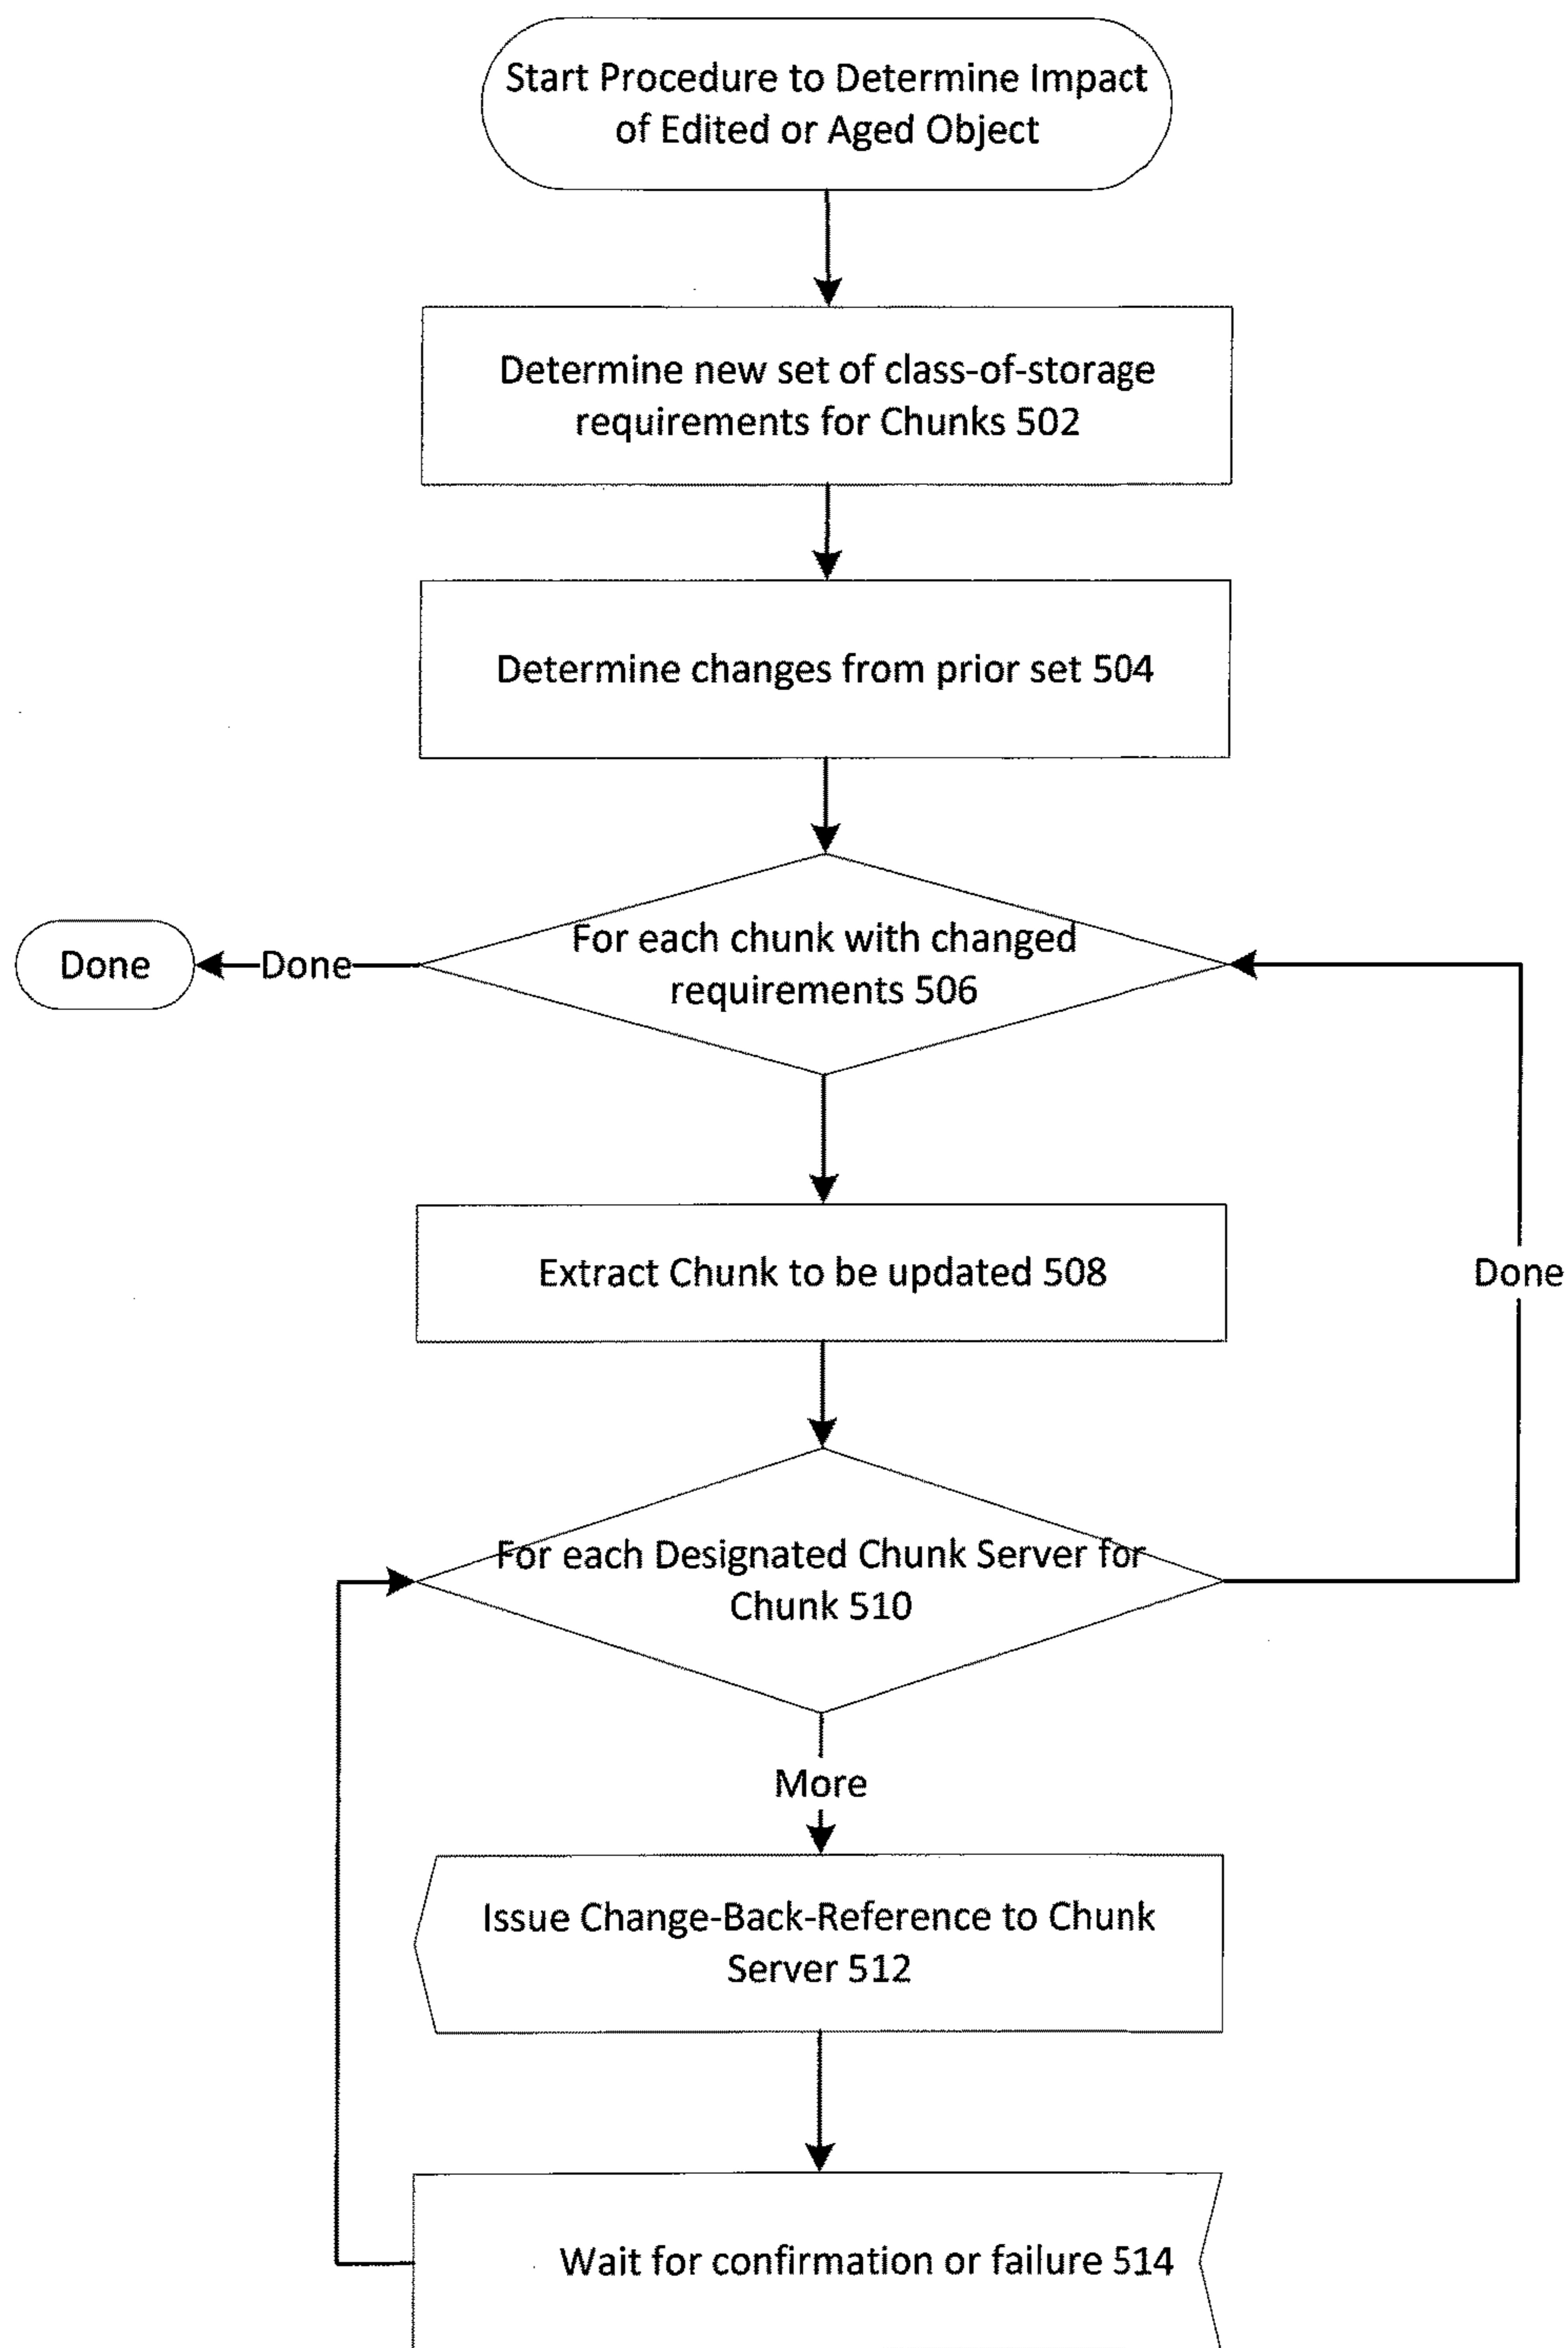 Start Procedure to Determine Impact
of Edited or Aged Object
Determine new set of class-of-storage
requirements for Chunks 502
Determine changes from prior set 504
For each chunk with changed
requirements 506
Done
Done
Extract Chunk to be updated 508
Done
For each Designated Chunk Server for
Chunk 510
More
Issue Change-Back-Reference to Chunk
Server 512
Wait for confirmation or failure 514